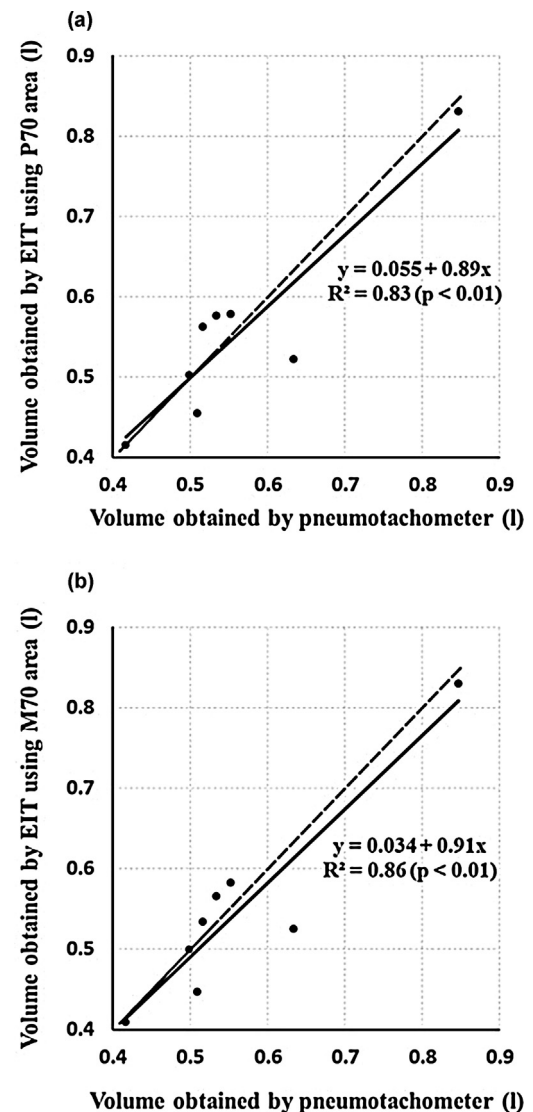 (a)
Volume obtained by EIT using P70 area (l)
0.9
0.8
0.7
0.6
0.5
0.4
y = 0.055 + 0.89x
R² = 0.83 (p < 0.01)
0.4 0.5 0.6 0.7 0.8 0.9
Volume obtained by pneumotachometer (l)
(b)
Volume obtained by EIT using M70 area (l)
0.9
0.8
0.7
0.6
0.5
0.4
y = 0.034 + 0.91x
R² = 0.86 (p < 0.01)
0.4 0.5 0.6 0.7 0.8 0.9
Volume obtained by pneumotachometer (l)